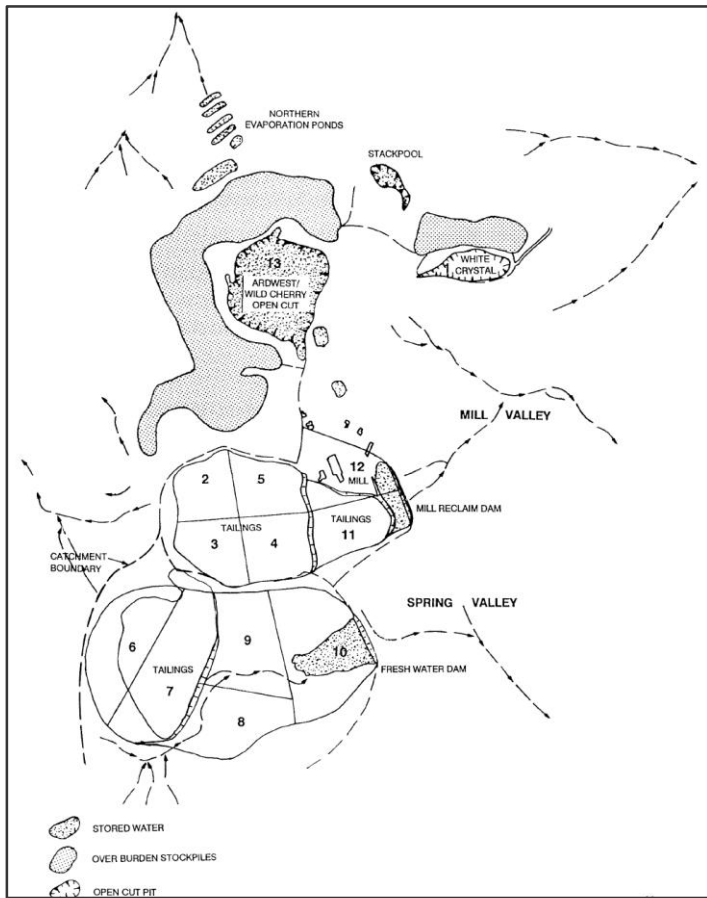 NORTHERN
EVAPORATION PONDS
STACKPOOL
13
ARDWEST/
WILD CHERRY
OPEN CUT
WHITE
CRYSTAL
1
MILL VALLEY
2
5
12
MILL
MILL RECLAIM DAM
TAILINGS
3
4
TAILINGS
11
CATCHMENT
BOUNDARY
SPRING VALLEY
6
9
10
TAILINGS
7
FRESH WATER DAM
8
STORED WATER
OVER BURDEN STOCKPILES
OPEN CUT PIT